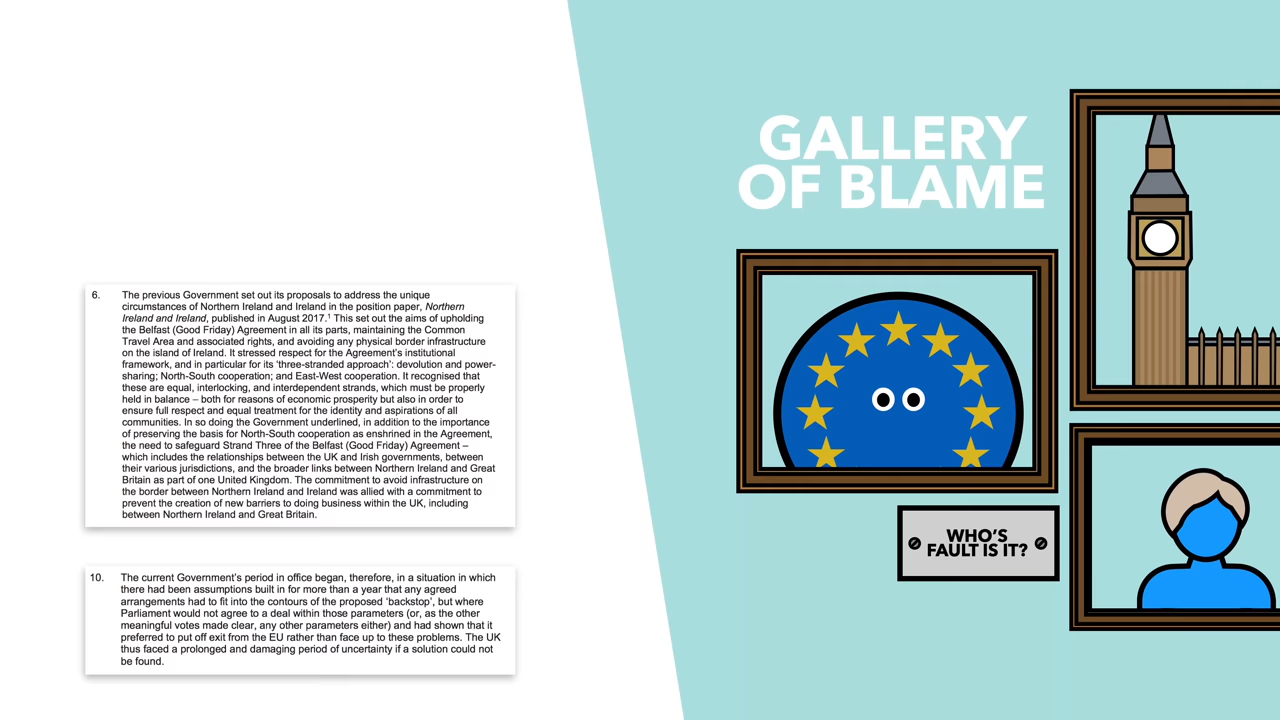 6. The previous Government set out its proposals to address the unique
circumstances of Northern Ireland and Ireland in the position paper, Northern
Ireland and Ireland, published in August 2017.¹ This set out the aims of upholding
the Belfast (Good Friday) Agreement in all its parts, maintaining the Common
Travel Area and associated rights, and avoiding any physical border infrastructure
on the island of Ireland. It stressed respect for the Agreement's institutional
framework, and in particular for its 'three-stranded approach': devolution and power-
sharing; North-South cooperation; and East-West cooperation. It recognised that
these are equal, interlocking, and interdependent strands, which must be properly
held in balance – both for reasons of economic prosperity but also in order to
ensure full respect and equal treatment for the identity and aspirations of all
communities. In so doing the Government underlined, in addition to the importance
of preserving the basis for North-South cooperation as enshrined in the Agreement,
the need to safeguard Strand Three of the Belfast (Good Friday) Agreement –
which includes the relationships between the UK and Irish governments, between
their various jurisdictions, and the broader links between Northern Ireland and Great
Britain as part of one United Kingdom. The commitment to avoid infrastructure on
the border between Northern Ireland and Ireland was allied with a commitment to
prevent the creation of new barriers to doing business within the UK, including
between Northern Ireland and Great Britain.
10. The current Government's period in office began, therefore, in a situation in which
there had been assumptions built in for more than a year that any agreed
arrangements had to fit into the contours of the proposed 'backstop', but where
Parliament would not agree to a deal within those parameters (or, as the other
meaningful votes made clear, any other parameters either) and had shown that it
preferred to put off exit from the EU rather than face up to these problems. The UK
thus faced a prolonged and damaging period of uncertainty if a solution could not
be found.
GALLERY
OF BLAME
WHO'S
FAULT IS IT?